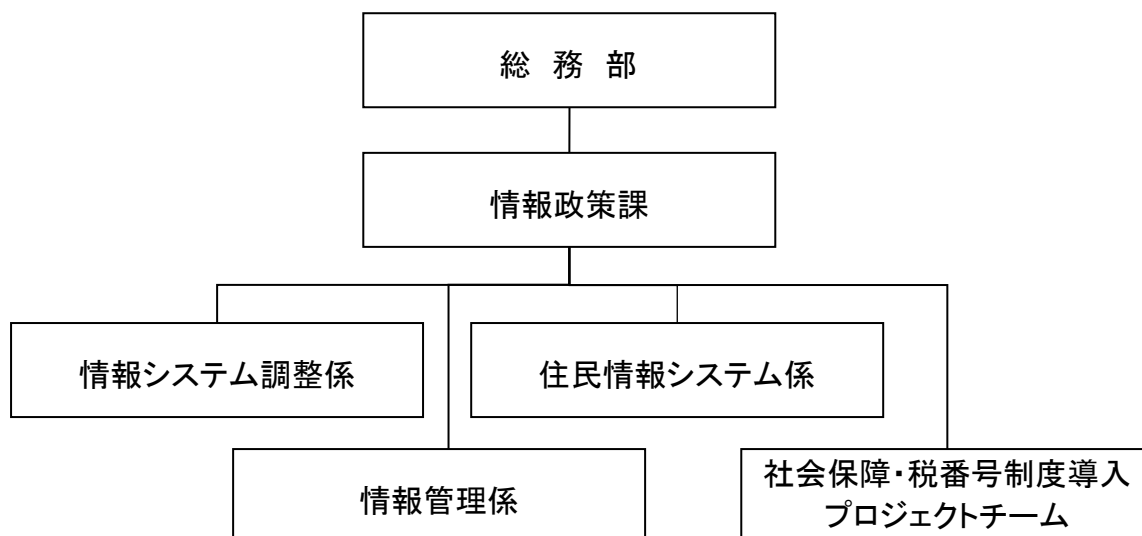 総 務 部
情報政策課
情報システム調整係
住民情報システム係
情報管理係
社会保障・税番号制度導入
プロジェクトチーム